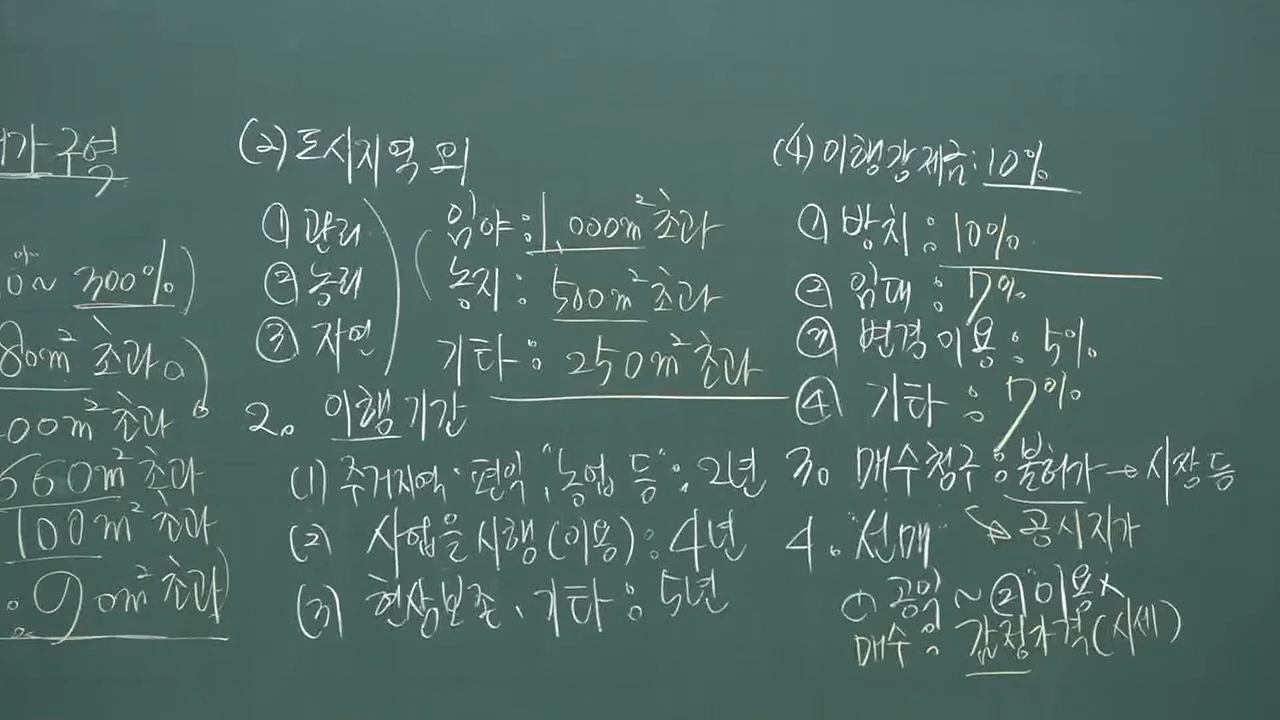 가 구역
0~ 300%)
80m² 초과
00m² 초과
660m² 초과
100m² 초과
90m² 초과
(2) 도시지역 외
① 관리
② 농림
③ 자연
임야: 1,000m² 초과
농지: 500m² 초과
기타: 250m² 초과
2. 이행기간
(1) 주거지역·편익, "농업 등": 2년
(2) 사업을 시행(이용): 4년
(3) 현상보존, 기타: 5년
(4) 이행강제금: 10%
① 방치: 10%
② 임대: 7%
③ 변경이용: 5%
④ 기타: 7%
3. 매수청구: 불허가 → 시장 등
↘ 공시지가
4. "선매"
① 공익 ~ ② 이용x
매수: 감정가격(시세)